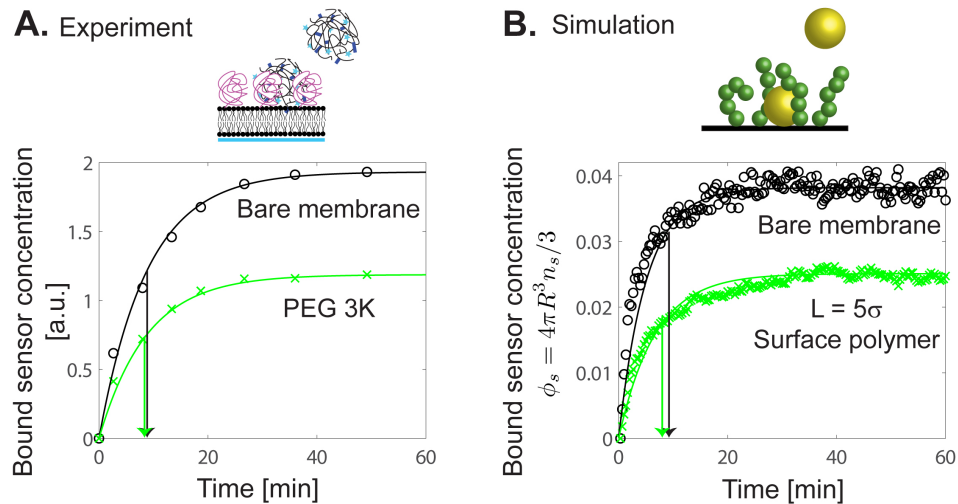 A. Experiment
Bound sensor concentration
[a.u.]
2
1.5
1
0.5
0
Bare membrane
PEG 3K
0
20
40
60
Time [min]
B. Simulation
Bound sensor concentration
ϕ_s = 4πR³n_s/3
0.04
0.03
0.02
0.01
0
Bare membrane
L = 5σ
Surface polymer
0
20
40
60
Time [min]